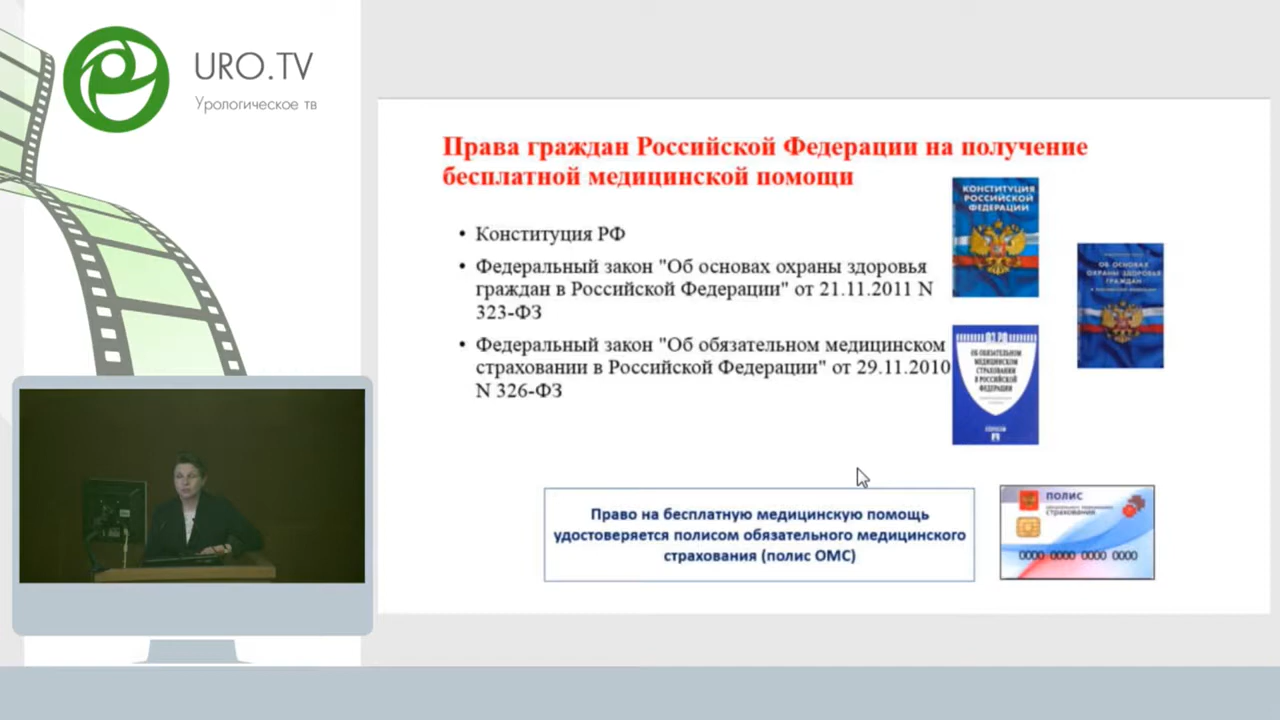 URO.TV
Урологическое тв
Права граждан Российской Федерации на получение
бесплатной медицинской помощи
• Конституция РФ
• Федеральный закон "Об основах охраны здоровья
граждан в Российской Федерации" от 21.11.2011 N
323-ФЗ
• Федеральный закон "Об обязательном медицинском
страховании в Российской Федерации" от 29.11.2010
N 326-ФЗ
КОНСТИТУЦИЯ
РОССИЙСКОЙ
ФЕДЕРАЦИИ
ОБ ОСНОВАХ
ОХРАНЫ ЗДОРОВЬЯ
ГРАЖДАН
ОБ ОБЯЗАТЕЛЬНОМ
МЕДИЦИНСКОМ
СТРАХОВАНИИ
В РОССИЙСКОЙ
ФЕДЕРАЦИИ
Право на бесплатную медицинскую помощь
удостоверяется полисом обязательного медицинского
страхования (полис ОМС)
ПОЛИС
страхования
0000 0000 0000 0000